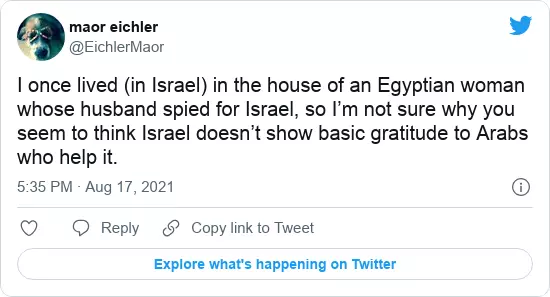 maor eichler
@EichlerMaor
I once lived (in Israel) in the house of an Egyptian woman
whose husband spied for Israel, so I’m not sure why you
seem to think Israel doesn’t show basic gratitude to Arabs
who help it.
5:35 PM · Aug 17, 2021
Reply Copy link to Tweet
Explore what's happening on Twitter